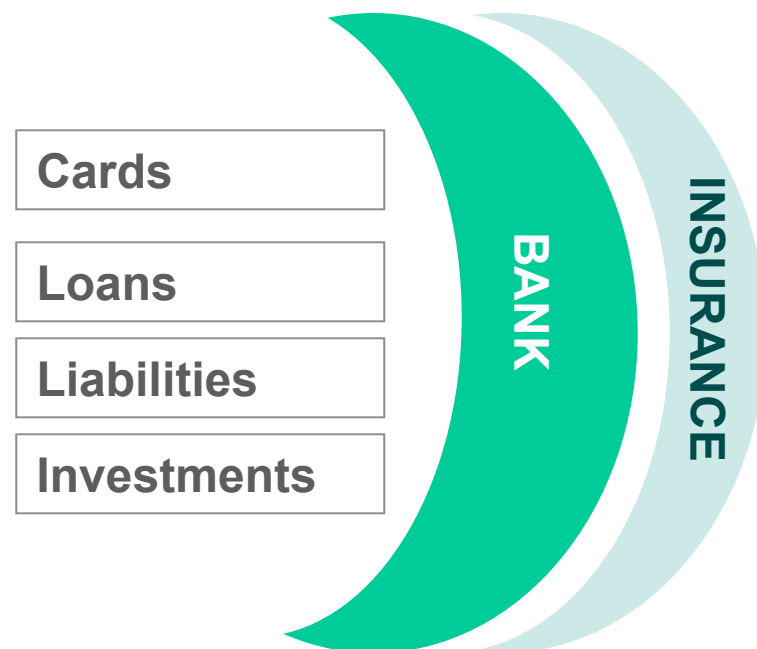 Cards
Loans
Liabilities
Investments
BANK
INSURANCE